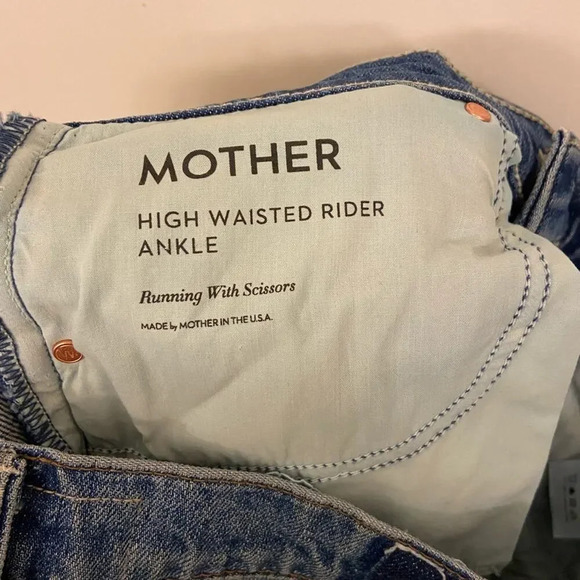 MOTHER
HIGH WAISTED RIDER
ANKLE
Running With Scissors
MADE by MOTHER IN THE U.S.A.